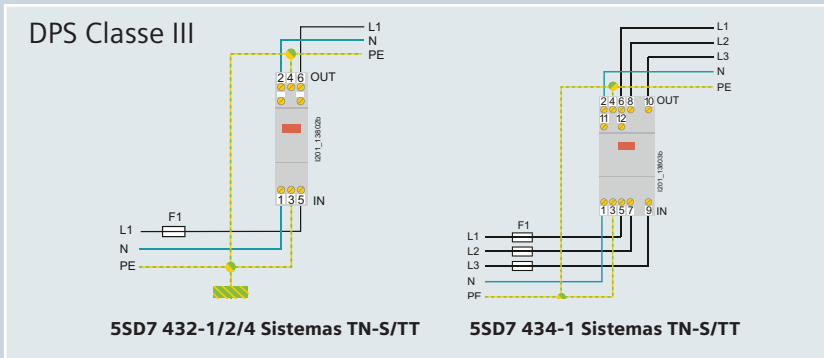 DPS Classe III
L1
N
PE
2 4 6 OUT
I201_13802b
1 3 5 IN
F1
L1
N
PE
5SD7 432-1/2/4 Sistemas TN-S/TT
L1
L2
L3
N
PE
2 4 6 8 10 OUT
11 12
I201_13803b
1 3 5 7 9 IN
F1
L1
L2
L3
N
PE
5SD7 434-1 Sistemas TN-S/TT